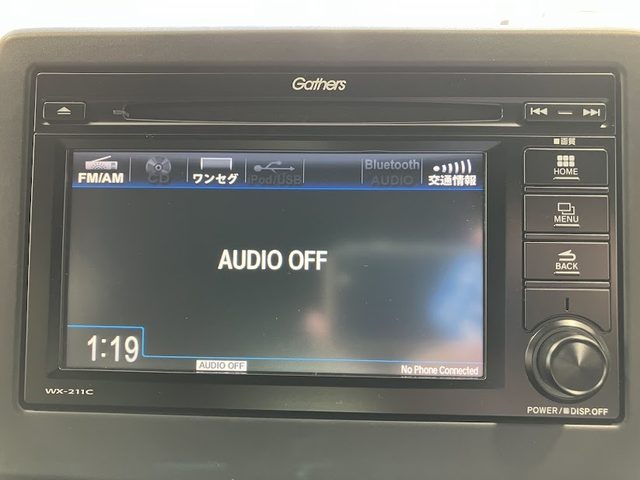 Gathers
■画質
FM/AM
CD
ワンセグ
iPod/USB
Bluetooth
AUDIO
交通情報
HOME
MENU
BACK
AUDIO OFF
1:19
AUDIO OFF
No Phone Connected
WX-211C
POWER/DISP.OFF